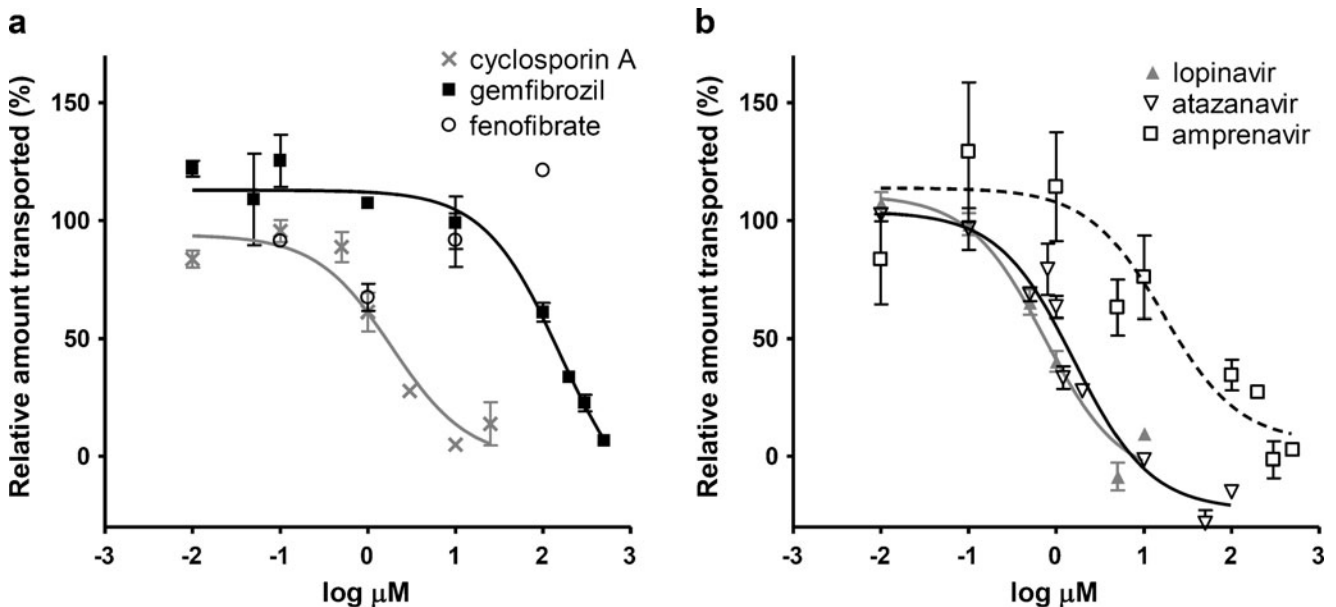 a
cyclosporin A
gemfibrozil
fenofibrate
Relative amount transported (%)
150
100
50
0
-3
-2
-1
0
1
2
3
log μM
b
lopinavir
atazanavir
amprenavir
Relative amount transported (%)
150
100
50
0
-3
-2
-1
0
1
2
3
log μM